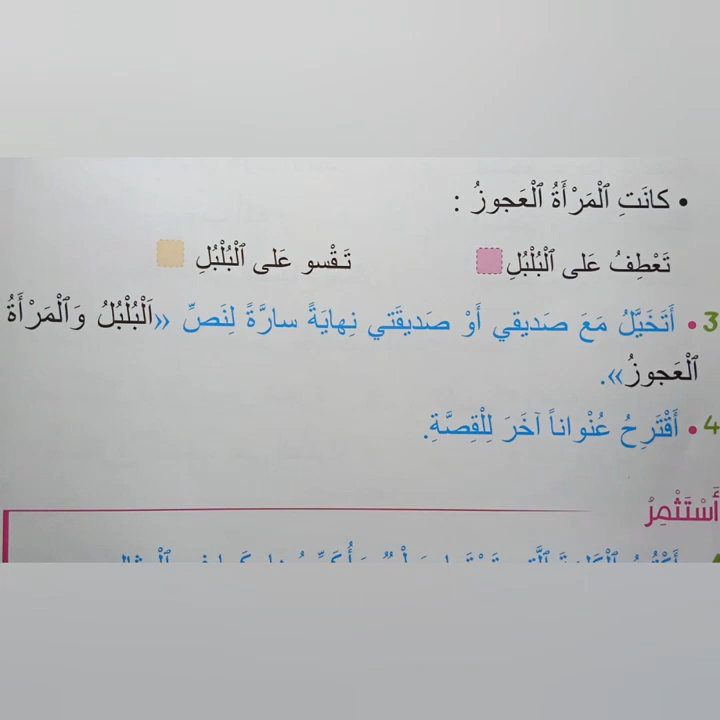 • كانَتِ ٱلْمَرْأَةُ ٱلْعَجوزُ :
تَعْطِفُ عَلى ٱلْبُلْبُلِ تَـقْسو عَلى ٱلْبُلْبُلِ
3• أَتَخَيَّلُ مَعَ صَديقي أَوْ صَديقَتي نِهايَةً سارَّةً لِنَصِّ «اَلْبُلْبُلُ وَٱلْمَرْأَةُ
ٱلْعَجوزُ».
4• أَقْتَرِحُ عُنْواناً آخَرَ لِلْقِصَّةِ.
أَسْتَثْمِرُ